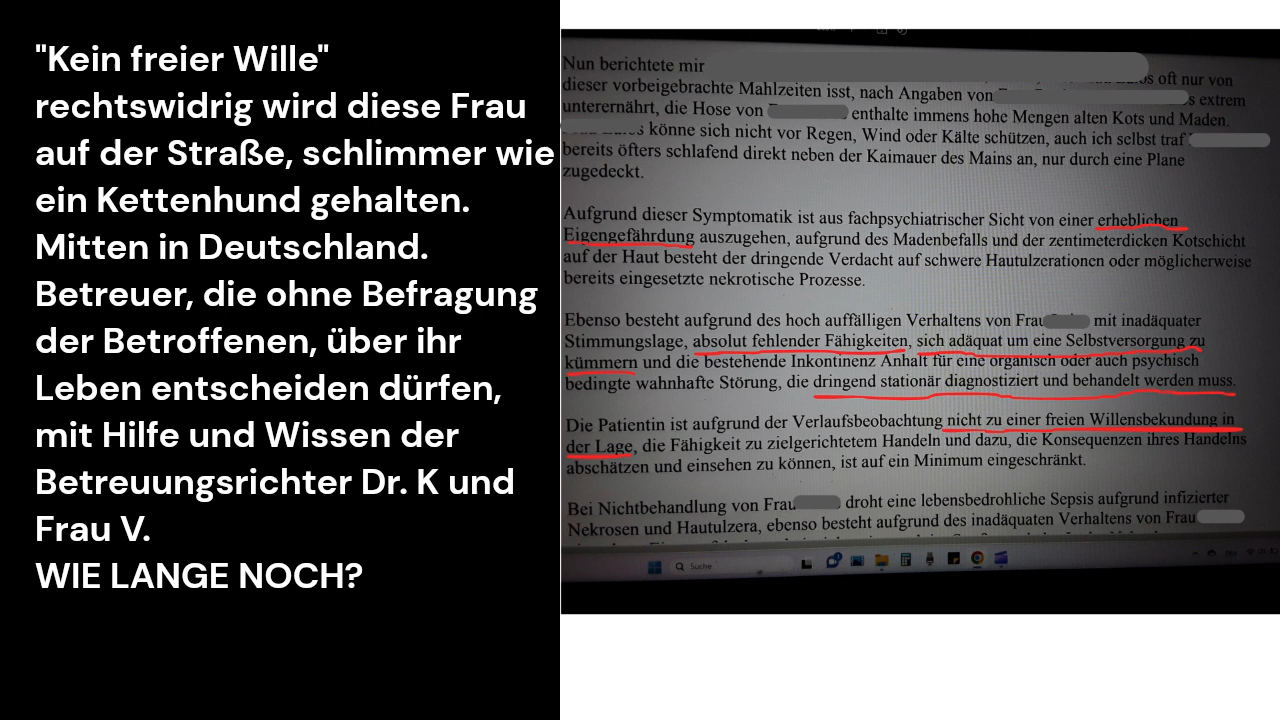 "Kein freier Wille"
rechtswidrig wird diese Frau
auf der Straße, schlimmer wie
ein Kettenhund gehalten.
Mitten in Deutschland.
Betreuer, die ohne Befragung
der Betroffenen, über ihr
Leben entscheiden dürfen,
mit Hilfe und Wissen der
Betreuungsrichter Dr. K und
Frau V.
WIE LANGE NOCH?
Nun berichtete mir
oft nur von
dieser vorbeigebrachte Mahlzeiten isst, nach Angaben von extrem
unterernährt, die Hose von enthalte immens hohe Mengen alten Kots und Maden.
könne sich nicht vor Regen, Wind oder Kälte schützen, auch ich selbst traf
bereits öfters schlafend direkt neben der Kaimauer des Mains an, nur durch eine Plane
zugedeckt.
Aufgrund dieser Symptomatik ist aus fachpsychiatrischer Sicht von einer erheblichen
Eigengefährdung auszugehen, aufgrund des Madenbefalls und der zentimeterdicken Kotschicht
auf der Haut besteht der dringende Verdacht auf schwere Hautulzerationen oder möglicherweise
bereits eingesetzte nekrotische Prozesse.
Ebenso besteht aufgrund des hoch auffälligen Verhaltens von Frau mit inadäquater
Stimmungslage, absolut fehlender Fähigkeiten, sich adäquat um eine Selbstversorgung zu
kümmern und die bestehende Inkontinenz Anhalt für eine organisch oder auch psychisch
bedingte wahnhafte Störung, die dringend stationär diagnostiziert und behandelt werden muss.
Die Patientin ist aufgrund der Verlaufsbeobachtung nicht zu einer freien Willensbekundung in
der Lage, die Fähigkeit zu zielgerichtetem Handeln und dazu, die Konsequenzen ihres Handelns
abschätzen und einsehen zu können, ist auf ein Minimum eingeschränkt.
Bei Nichtbehandlung von Frau droht eine lebensbedrohliche Sepsis aufgrund infizierter
Nekrosen und Hautulzera, ebenso besteht aufgrund des inadäquaten Verhaltens von Frau
Suche